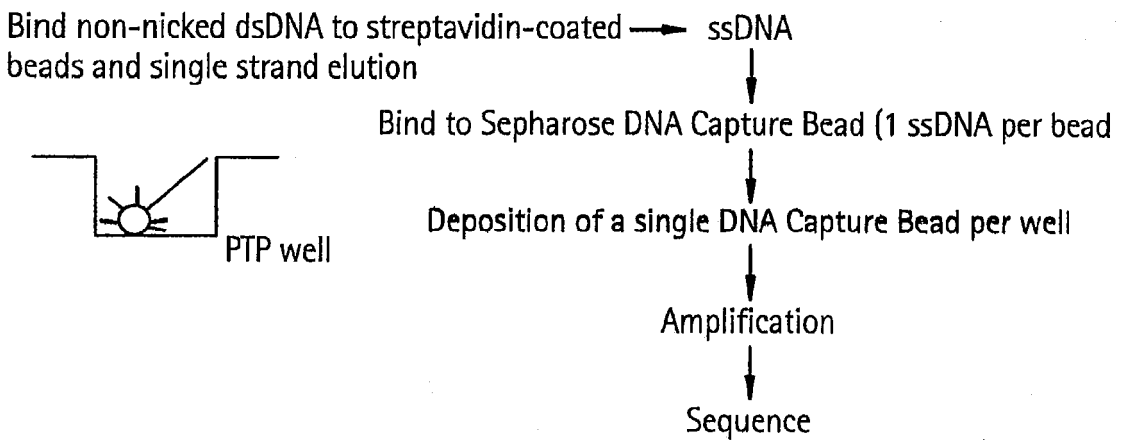 Bind non-nicked dsDNA to streptavidin-coated → ssDNA
beads and single strand elution
Bind to Sepharose DNA Capture Bead (1 ssDNA per bead
Deposition of a single DNA Capture Bead per well
PTP well
Amplification
Sequence